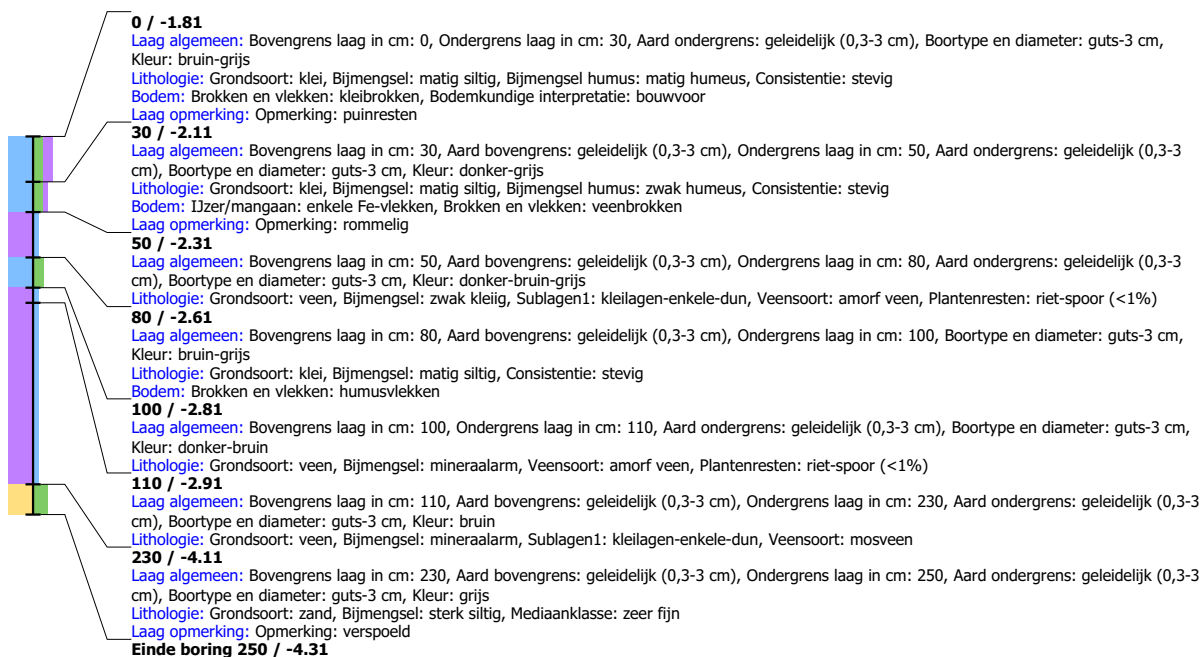 0 / -1.81
Laag algemeen: Bovengrens laag in cm: 0, Ondergrens laag in cm: 30, Aard ondergrens: geleidelijk (0,3-3 cm), Boortype en diameter: guts-3 cm,
Kleur: bruin-grijs
Lithologie: Grondsoort: klei, Bijmengsel: matig siltig, Bijmengsel humus: matig humeus, Consistentie: stevig
Bodem: Brokken en vlekken: kleibrokken, Bodemkundige interpretatie: bouwvoor
Laag opmerking: Opmerking: puinresten
30 / -2.11
Laag algemeen: Bovengrens laag in cm: 30, Aard bovengrens: geleidelijk (0,3-3 cm), Ondergrens laag in cm: 50, Aard ondergrens: geleidelijk (0,3-3
cm), Boortype en diameter: guts-3 cm, Kleur: donker-grijs
Lithologie: Grondsoort: klei, Bijmengsel: matig siltig, Bijmengsel humus: zwak humeus, Consistentie: stevig
Bodem: IJzer/mangaan: enkele Fe-vlekken, Brokken en vlekken: veenbrokken
Laag opmerking: Opmerking: rommelig
50 / -2.31
Laag algemeen: Bovengrens laag in cm: 50, Aard bovengrens: geleidelijk (0,3-3 cm), Ondergrens laag in cm: 80, Aard ondergrens: geleidelijk (0,3-3
cm), Boortype en diameter: guts-3 cm, Kleur: donker-bruin-grijs
Lithologie: Grondsoort: veen, Bijmengsel: zwak kleiig, Sublagen1: kleilagen-enkele-dun, Veensoort: amorf veen, Plantenresten: riet-spoor (<1%)
80 / -2.61
Laag algemeen: Bovengrens laag in cm: 80, Aard bovengrens: geleidelijk (0,3-3 cm), Ondergrens laag in cm: 100, Boortype en diameter: guts-3 cm,
Kleur: bruin-grijs
Lithologie: Grondsoort: klei, Bijmengsel: matig siltig, Consistentie: stevig
Bodem: Brokken en vlekken: humusvlekken
100 / -2.81
Laag algemeen: Bovengrens laag in cm: 100, Ondergrens laag in cm: 110, Aard ondergrens: geleidelijk (0,3-3 cm), Boortype en diameter: guts-3 cm,
Kleur: donker-bruin
Lithologie: Grondsoort: veen, Bijmengsel: mineraalarm, Veensoort: amorf veen, Plantenresten: riet-spoor (<1%)
110 / -2.91
Laag algemeen: Bovengrens laag in cm: 110, Aard bovengrens: geleidelijk (0,3-3 cm), Ondergrens laag in cm: 230, Aard ondergrens: geleidelijk (0,3-3
cm), Boortype en diameter: guts-3 cm, Kleur: bruin
Lithologie: Grondsoort: veen, Bijmengsel: mineraalarm, Sublagen1: kleilagen-enkele-dun, Veensoort: mosveen
230 / -4.11
Laag algemeen: Bovengrens laag in cm: 230, Aard bovengrens: geleidelijk (0,3-3 cm), Ondergrens laag in cm: 250, Aard ondergrens: geleidelijk (0,3-3
cm), Boortype en diameter: guts-3 cm, Kleur: grijs
Lithologie: Grondsoort: zand, Bijmengsel: sterk siltig, Mediaanklasse: zeer fijn
Laag opmerking: Opmerking: verspoeld
Einde boring 250 / -4.31